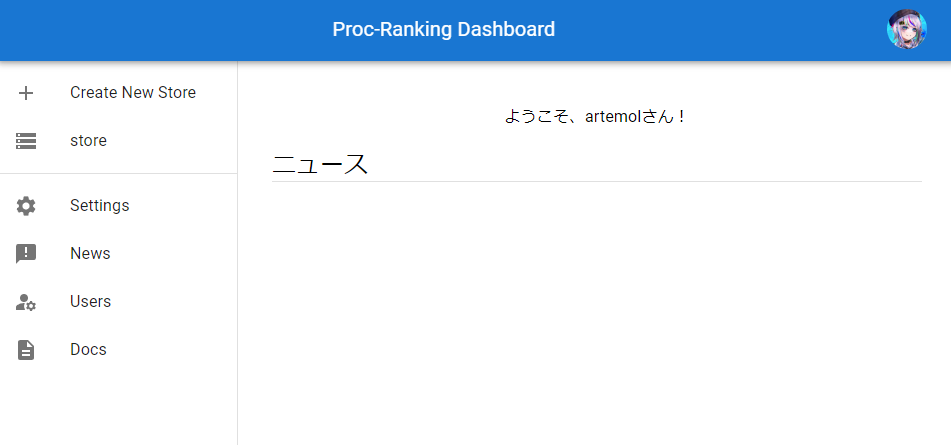 Proc-Ranking Dashboard
Create New Store
store
Settings
News
Users
Docs
ようこそ、artemolさん！
ニュース